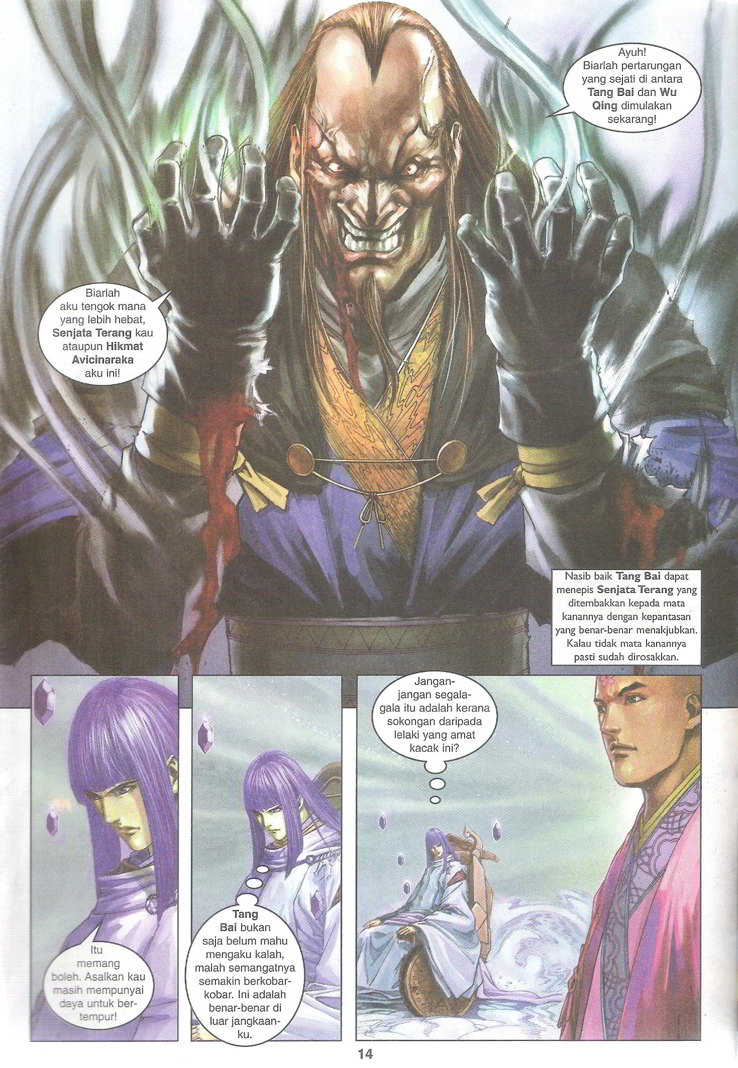 Ayuh!
Biarlah pertarungan
yang sejati di antara
Tang Bai dan Wu
Qing dimulakan
sekarang!
Biarlah
aku tengok mana
yang lebih hebat,
Senjata Terang kau
ataupun Hikmat
Avicinaraka
aku ini!
Nasib baik Tang Bai dapat
menepis Senjata Terang yang
ditembakkan kepada mata
kanannya dengan kepantasan
yang benar-benar menakjubkan.
Kalau tidak mata kanannya
pasti sudah dirosakkan.
Itu
memang
boleh. Asalkan kau
masih mempunyai
daya untuk ber-
tempur!
Tang
Bai bukan
saja belum mahu
mengaku kalah,
malah semangatnya
semakin berkobar-
kobar. Ini adalah
benar-benar di
luar jangkaan-
ku.
Jangan-
jangan segala-
gala itu adalah kerana
sokongan daripada
lelaki yang amat
kacak ini?
14